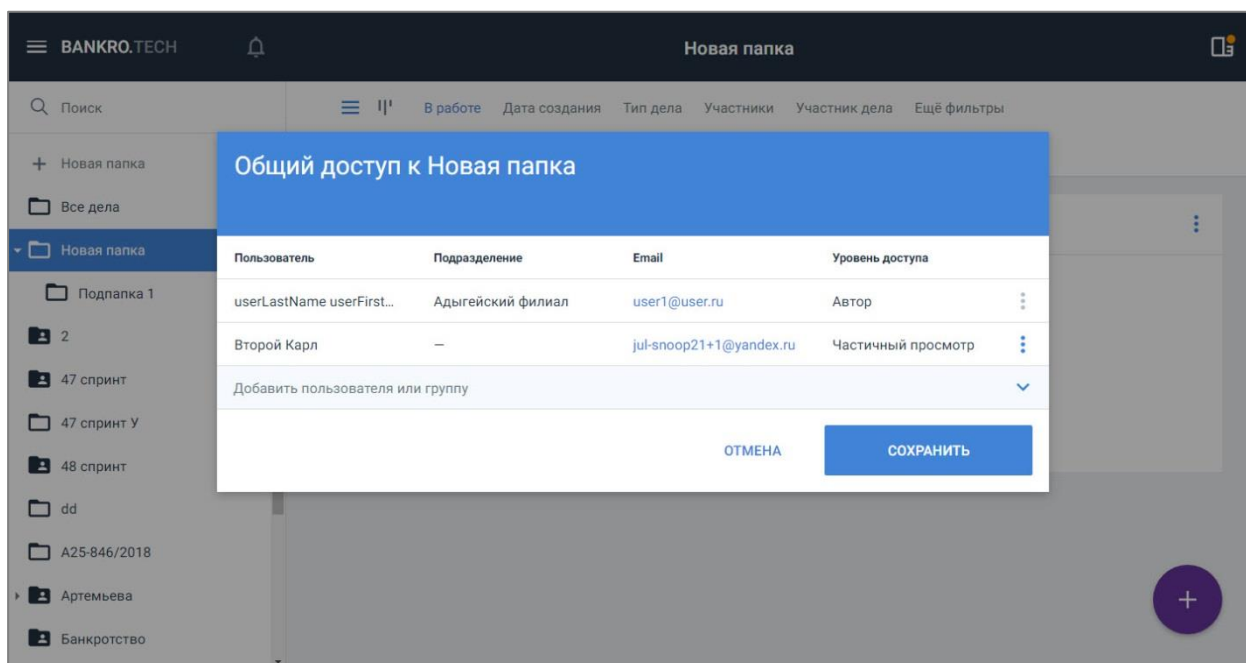 BANKRO.TECH
Новая папка
Поиск
В работе Дата создания Тип дела Участники Участник дела Ещё фильтры
Новая папка
Все дела
Новая папка
Подпапка 1
2
47 спринт
47 спринт У
48 спринт
dd
А25-846/2018
Артемьева
Банкротство
Общий доступ к Новая папка
Пользователь Подразделение Email Уровень доступа
userLastName userFirst... Адыгейский филиал user1@user.ru Автор
Второй Карл — jul-snoop21+1@yandex.ru Частичный просмотр
Добавить пользователя или группу
ОТМЕНА СОХРАНИТЬ